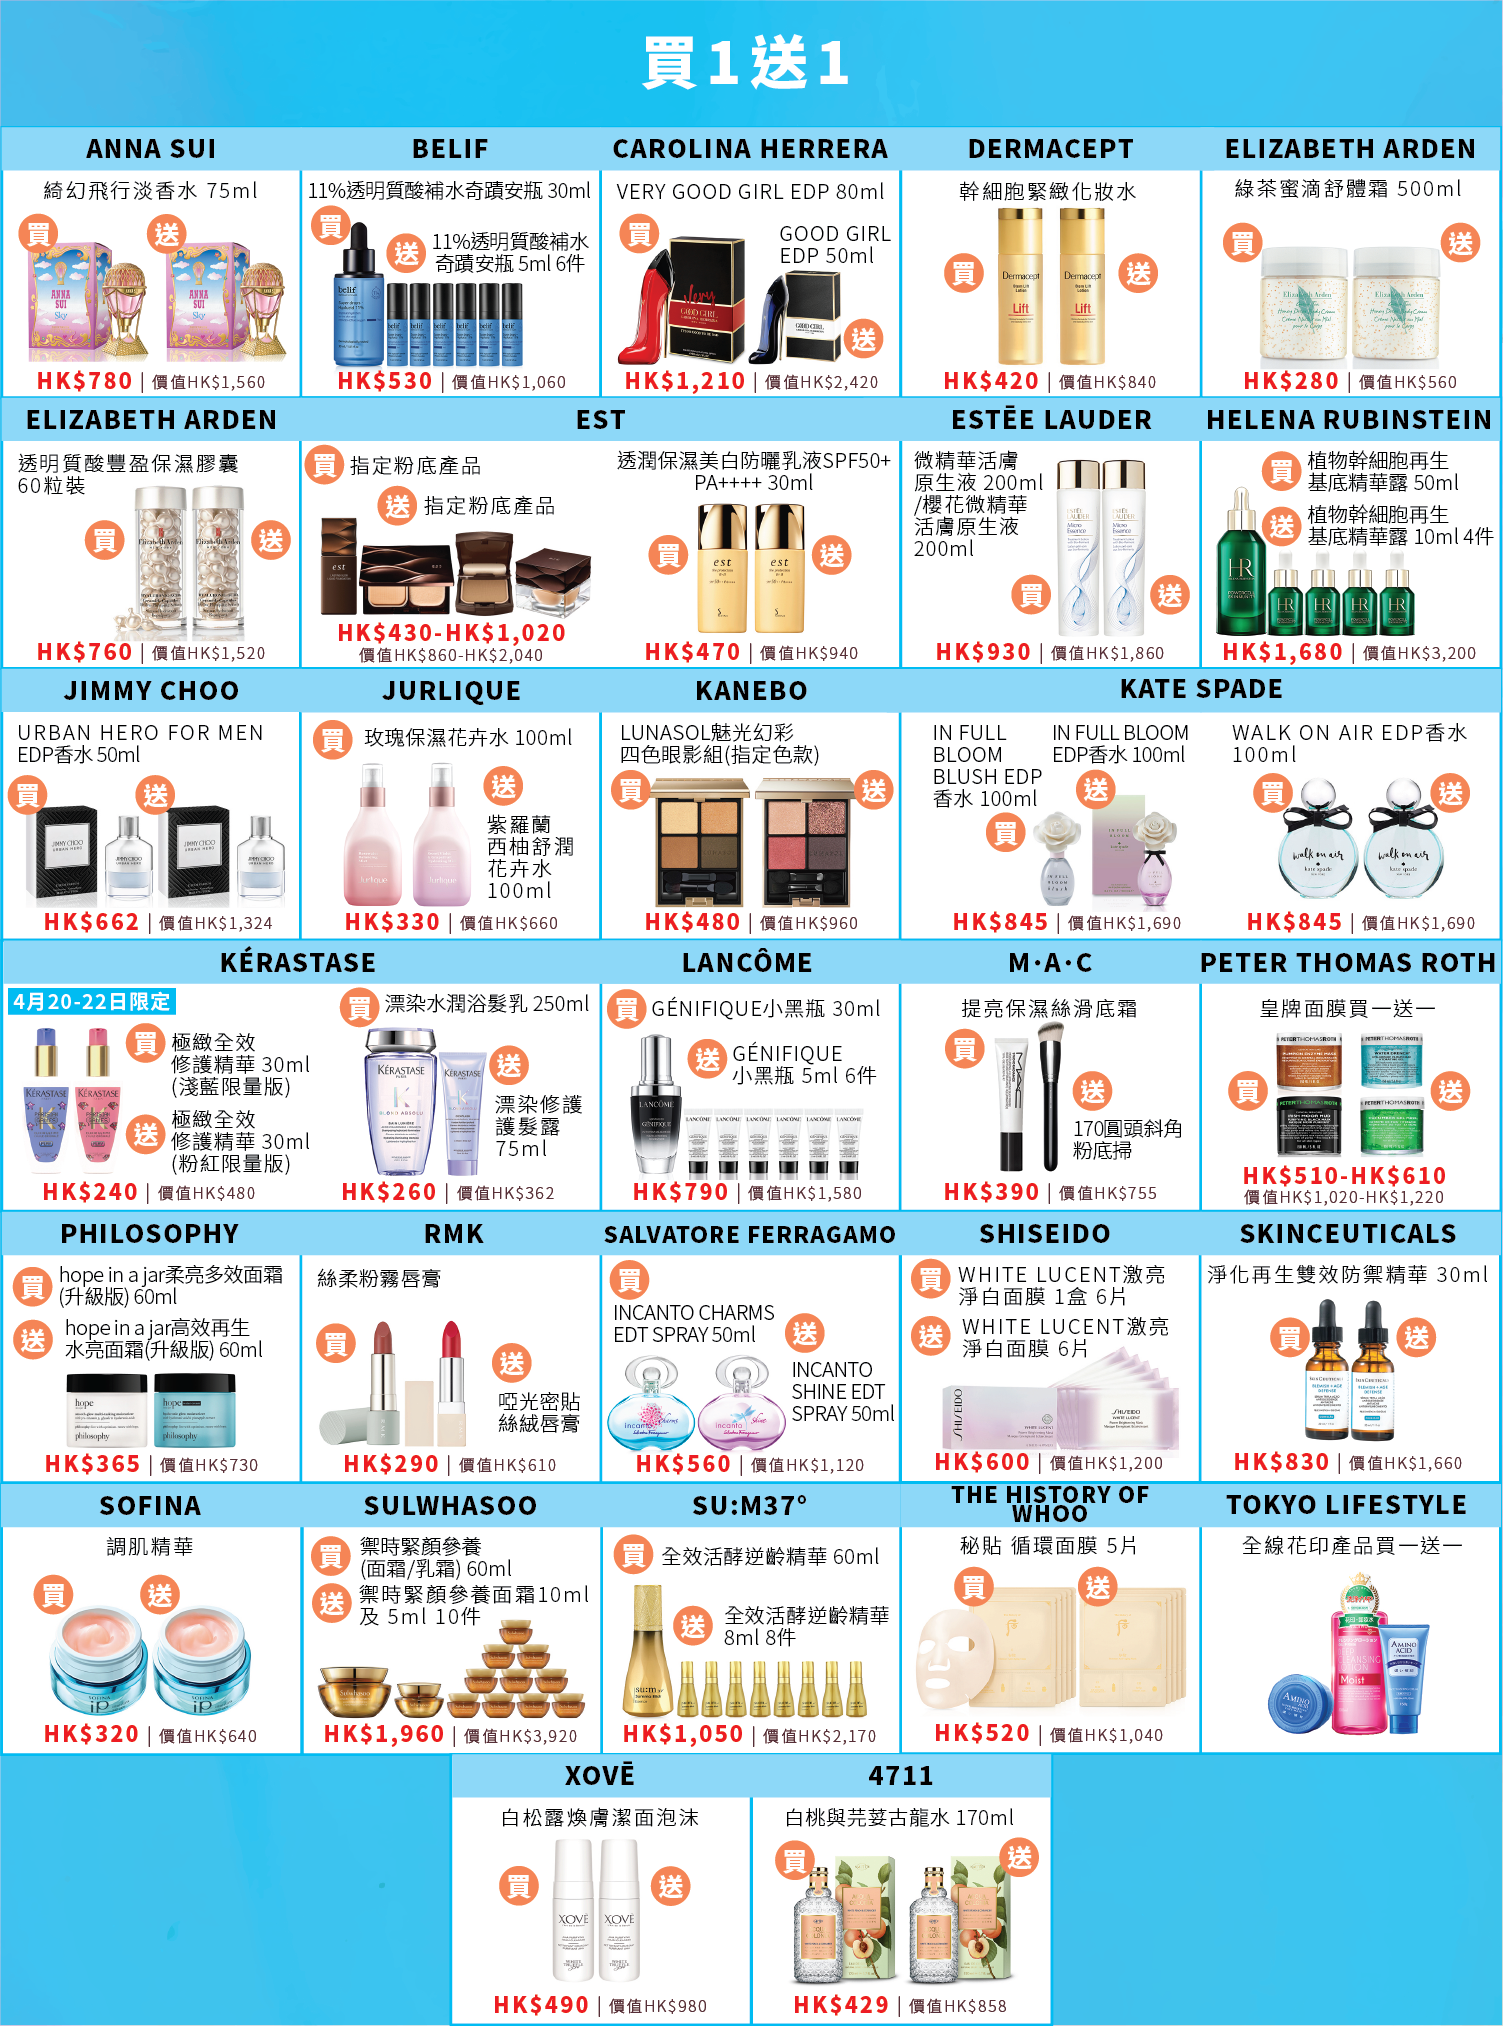 買1送1
ANNA SUI
綺幻飛行淡香水 75ml
買
送
HK$780 | 價值HK$1,560
BELIF
11%透明質酸補水奇蹟安瓶 30ml
買
送
11%透明質酸補水
奇蹟安瓶 5ml 6件
HK$530 | 價值HK$1,060
CAROLINA HERRERA
VERY GOOD GIRL EDP 80ml
買
GOOD GIRL
EDP 50ml
送
HK$1,210 | 價值HK$2,420
DERMACEPT
幹細胞緊緻化妝水
買
送
HK$420 | 價值HK$840
ELIZABETH ARDEN
綠茶蜜滴舒體霜 500ml
買
送
HK$280 | 價值HK$560
ELIZABETH ARDEN
透明質酸豐盈保濕膠囊
60粒裝
買
送
HK$760 | 價值HK$1,520
EST
買 指定粉底產品
送 指定粉底產品
HK$430-HK$1,020
價值HK$860-HK$2,040
透潤保濕美白防曬乳液SPF50+
PA++++ 30ml
買
送
HK$470 | 價值HK$940
ESTĒE LAUDER
微精華活膚
原生液 200ml
/櫻花微精華
活膚原生液
200ml
買
送
HK$930 | 價值HK$1,860
HELENA RUBINSTEIN
買
植物幹細胞再生
基底精華露 50ml
送
植物幹細胞再生
基底精華露 10ml 4件
HK$1,680 | 價值HK$3,200
JIMMY CHOO
URBAN HERO FOR MEN
EDP香水 50ml
買
送
HK$662 | 價值HK$1,324
JURLIQUE
買 玫瑰保濕花卉水 100ml
送
紫羅蘭
西柚舒潤
花卉水
100ml
HK$330 | 價值HK$660
KANEBO
LUNASOL魅光幻彩
四色眼影組(指定色款)
買
送
HK$480 | 價值HK$960
KATE SPADE
IN FULL
BLOOM
BLUSH EDP
香水 100ml
買
IN FULL BLOOM
EDP香水 100ml
送
HK$845 | 價值HK$1,690
WALK ON AIR EDP香水
100ml
買
送
HK$845 | 價值HK$1,690
KÉRASTASE
4月20-22日限定
買
極緻全效
修護精華 30ml
(淺藍限量版)
送
極緻全效
修護精華 30ml
(粉紅限量版)
HK$240 | 價值HK$480
買 漂染水潤浴髮乳 250ml
送
漂染修護
護髮露
75ml
HK$260 | 價值HK$362
LANCÔME
買 GÉNIFIQUE小黑瓶 30ml
送
GÉNIFIQUE
小黑瓶 5ml 6件
HK$790 | 價值HK$1,580
M·A·C
提亮保濕絲滑底霜
買
送
170圓頭斜角
粉底掃
HK$390 | 價值HK$755
PETER THOMAS ROTH
皇牌面膜買一送一
買
送
HK$510-HK$610
價值HK$1,020-HK$1,220
PHILOSOPHY
買
hope in a jar柔亮多效面霜
(升級版) 60ml
送
hope in a jar高效再生
水亮面霜(升級版) 60ml
HK$365 | 價值HK$730
RMK
絲柔粉霧唇膏
買
送
啞光密貼
絲絨唇膏
HK$290 | 價值HK$610
SALVATORE FERRAGAMO
買
INCANTO CHARMS
EDT SPRAY 50ml
送
INCANTO
SHINE EDT
SPRAY 50ml
HK$560 | 價值HK$1,120
SHISEIDO
買
WHITE LUCENT激亮
淨白面膜 1盒 6片
送
WHITE LUCENT激亮
淨白面膜 6片
HK$600 | 價值HK$1,200
SKINCEUTICALS
淨化再生雙效防禦精華 30ml
買
送
HK$830 | 價值HK$1,660
SOFINA
調肌精華
買
送
HK$320 | 價值HK$640
SULWHASOO
買
禦時緊顏參養
(面霜/乳霜) 60ml
送
禦時緊顏參養面霜10ml
及 5ml 10件
HK$1,960 | 價值HK$3,920
SU:M37°
買 全效活酵逆齡精華 60ml
送
全效活酵逆齡精華
8ml 8件
HK$1,050 | 價值HK$2,170
THE HISTORY OF
WHOO
秘貼 循環面膜 5片
買
送
HK$520 | 價值HK$1,040
TOKYO LIFESTYLE
全線花印產品買一送一
XOVĒ
白松露煥膚潔面泡沫
買
送
HK$490 | 價值HK$980
4711
白桃與芫荽古龍水 170ml
買
送
HK$429 | 價值HK$858